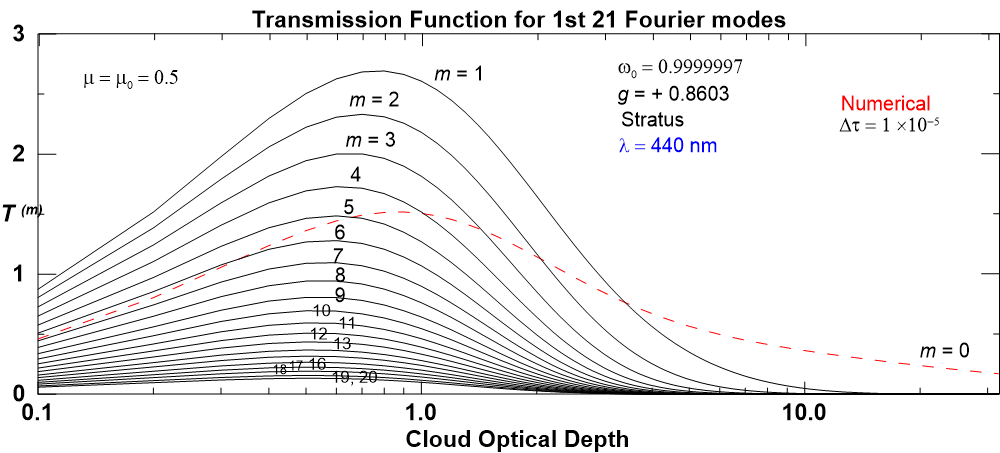 Transmission Function for 1st 21 Fourier modes
3
μ = μ₀ = 0.5
m = 1
ω₀ = 0.9999997
g = + 0.8603
Stratus
λ = 440 nm
Numerical
Δτ = 1 ×10⁻⁵
m = 2
m = 3
2
4
T (m)
5
6
7
1
8
9
10
11
12
13
16
17
18
19, 20
m = 0
0
0.1
1.0
10.0
Cloud Optical Depth